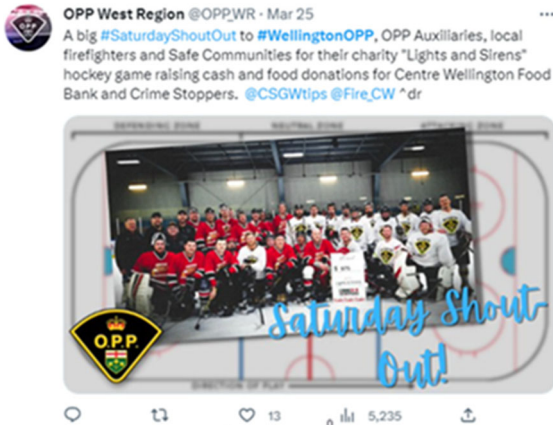 OPP West Region @OPP_WR · Mar 25
A big #SaturdayShoutOut to #WellingtonOPP, OPP Auxiliaries, local
firefighters and Safe Communities for their charity "Lights and Sirens"
hockey game raising cash and food donations for Centre Wellington Food
Bank and Crime Stoppers. @CSGWtips @Fire_CW ^dr
DEFENDING ZONE NEUTRAL ZONE ATTACKING ZONE
O.P.P.
Saturday Shout-
Out!
DIRECTION OF PLAY
13 5,235